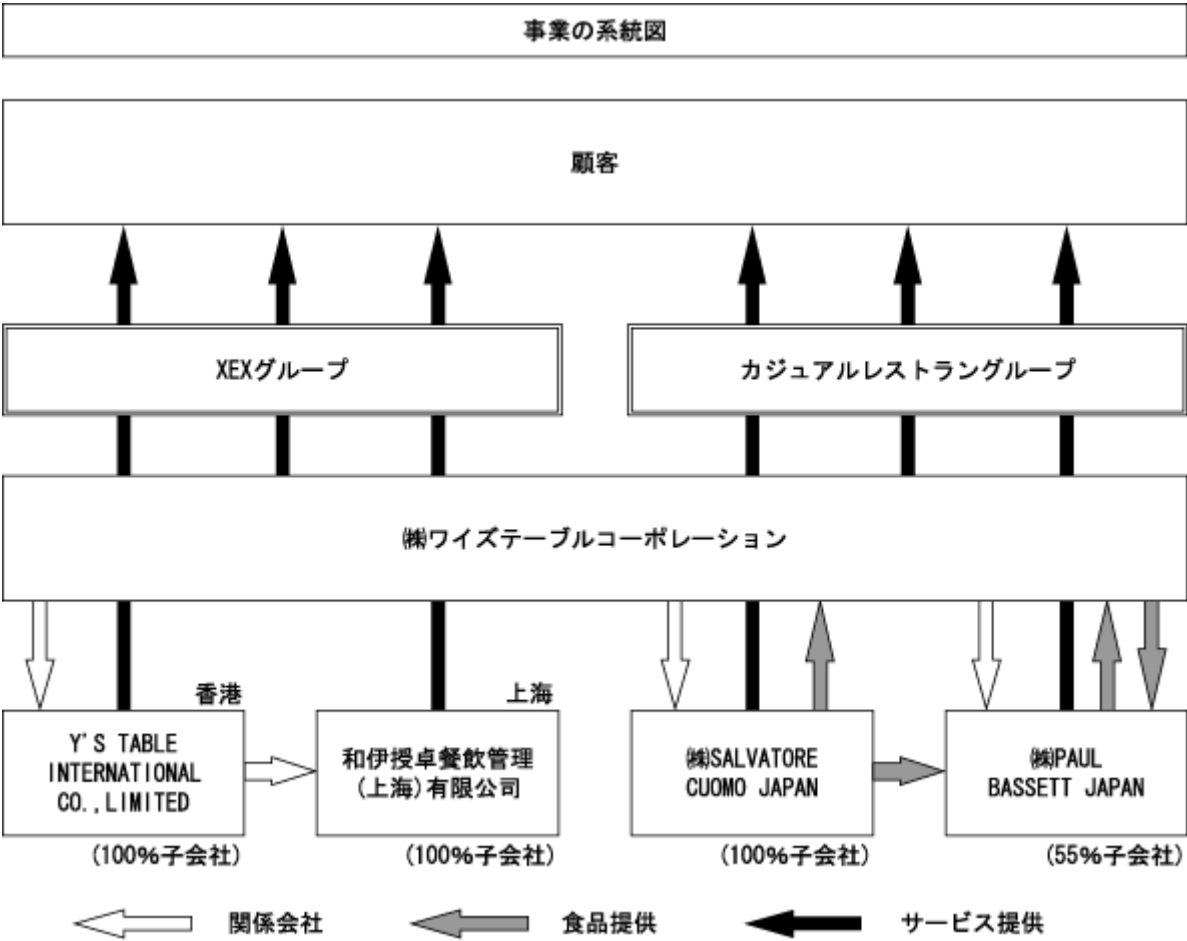 事業の系統図
顧客
XEXグループ
カジュアルレストラングループ
㈱ワイズテーブルコーポレーション
香港
上海
Y'S TABLE
INTERNATIONAL
CO.,LIMITED
和伊授卓餐飲管理
(上海)有限公司
㈱SALVATORE
CUOMO JAPAN
㈱PAUL
BASSETT JAPAN
(100%子会社)
(100%子会社)
(100%子会社)
(55%子会社)
関係会社
食品提供
サービス提供